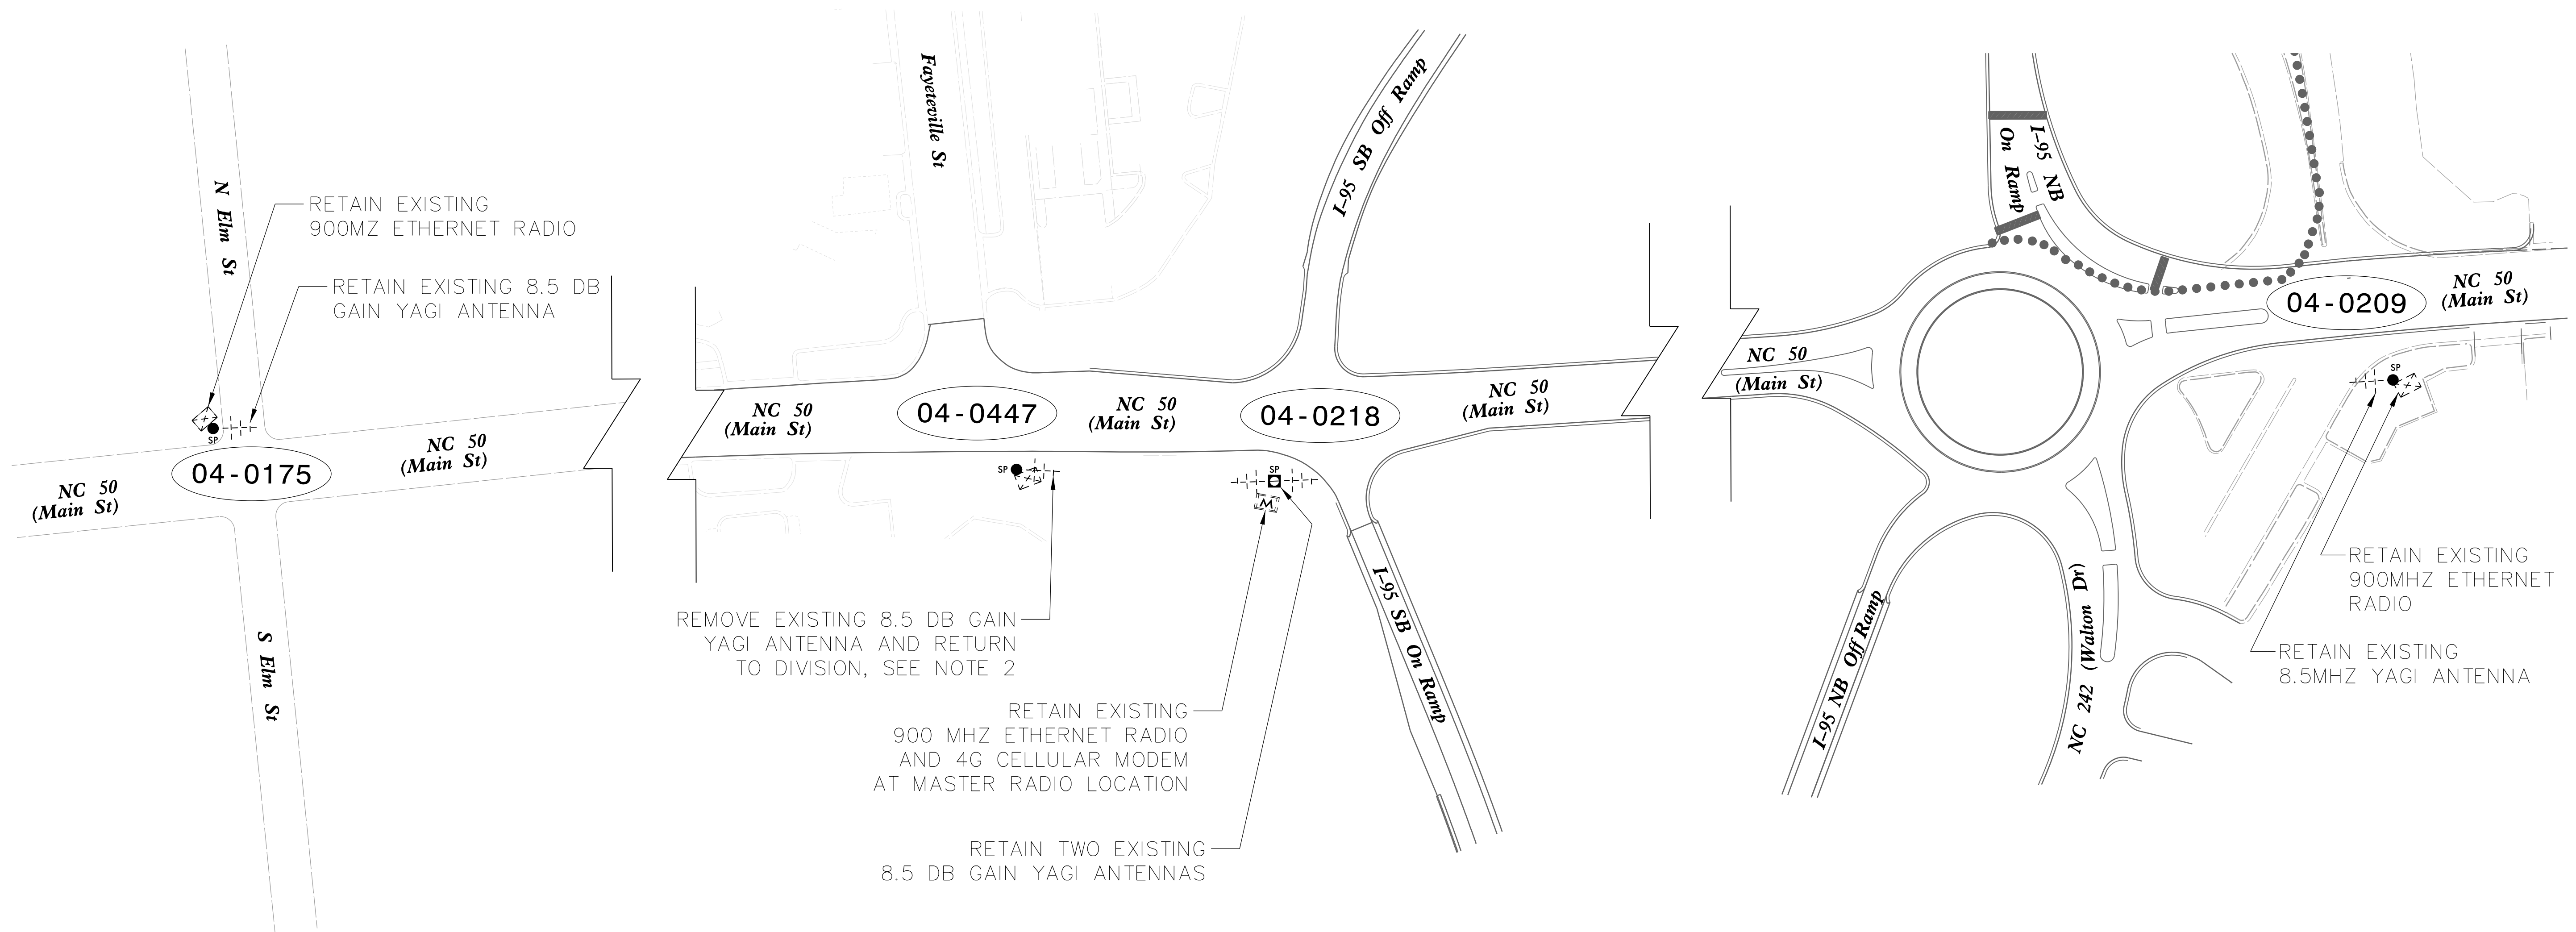 N Elm St
RETAIN EXISTING
900MZ ETHERNET RADIO
RETAIN EXISTING 8.5 DB
GAIN YAGI ANTENNA
SP
04-0175
NC 50
(Main St)
NC 50
(Main St)
S Elm St
Fayeteville St
I-95 SB Off Ramp
NC 50
(Main St)
04-0447
NC 50
(Main St)
04-0218
NC 50
(Main St)
SP
SP
M
REMOVE EXISTING 8.5 DB GAIN
YAGI ANTENNA AND RETURN
TO DIVISION, SEE NOTE 2
RETAIN EXISTING
900 MHZ ETHERNET RADIO
AND 4G CELLULAR MODEM
AT MASTER RADIO LOCATION
RETAIN TWO EXISTING
8.5 DB GAIN YAGI ANTENNAS
I-95 SB On Ramp
I-95 NB
On Ramp
NC 50
(Main St)
04-0209
NC 50
(Main St)
SP
RETAIN EXISTING
900MHZ ETHERNET
RADIO
RETAIN EXISTING
8.5MHZ YAGI ANTENNA
I-95 NB Off Ramp
NC 242 (Walton Dr)